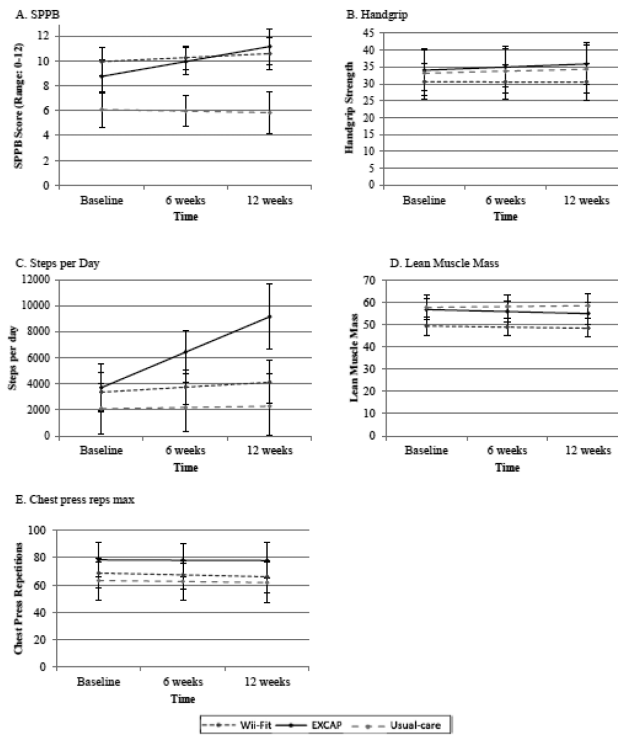 A. SPPB
SPPB Score (Range: 0-12)
12
10
8
6
4
2
0
Baseline 6 weeks 12 weeks
Time
B. Handgrip
Handgrip Strength
45
40
35
30
25
20
15
10
5
0
Baseline 6 weeks 12 weeks
Time
C. Steps per Day
Steps per day
12000
10000
8000
6000
4000
2000
0
Baseline 6 weeks 12 weeks
Time
D. Lean Muscle Mass
Lean Muscle Mass
70
60
50
40
30
20
10
0
Baseline 6 weeks 12 weeks
Time
E. Chest press reps max
Chest Press Repetitions
100
80
60
40
20
0
Baseline 6 weeks 12 weeks
Time
Wii-Fit EXCAP Usual-care